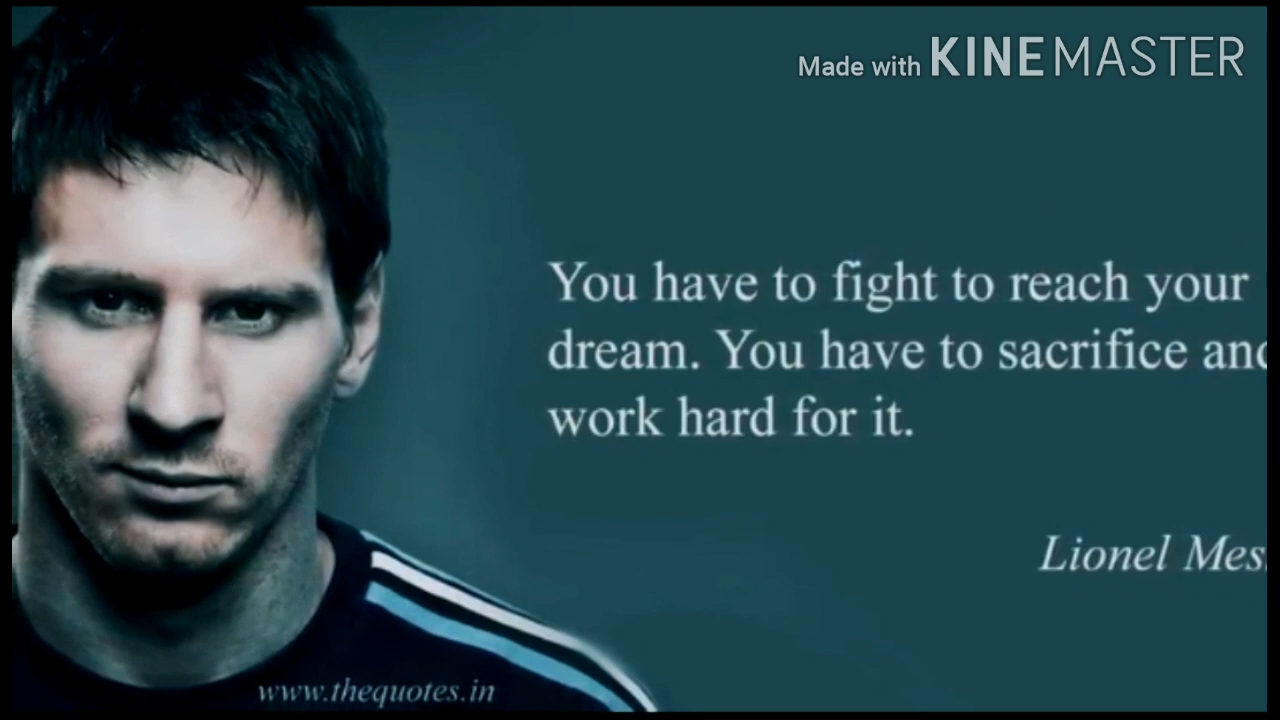 Made with KINEMASTER
You have to fight to reach your
dream. You have to sacrifice and
work hard for it.
Lionel Mes
www.thequotes.in